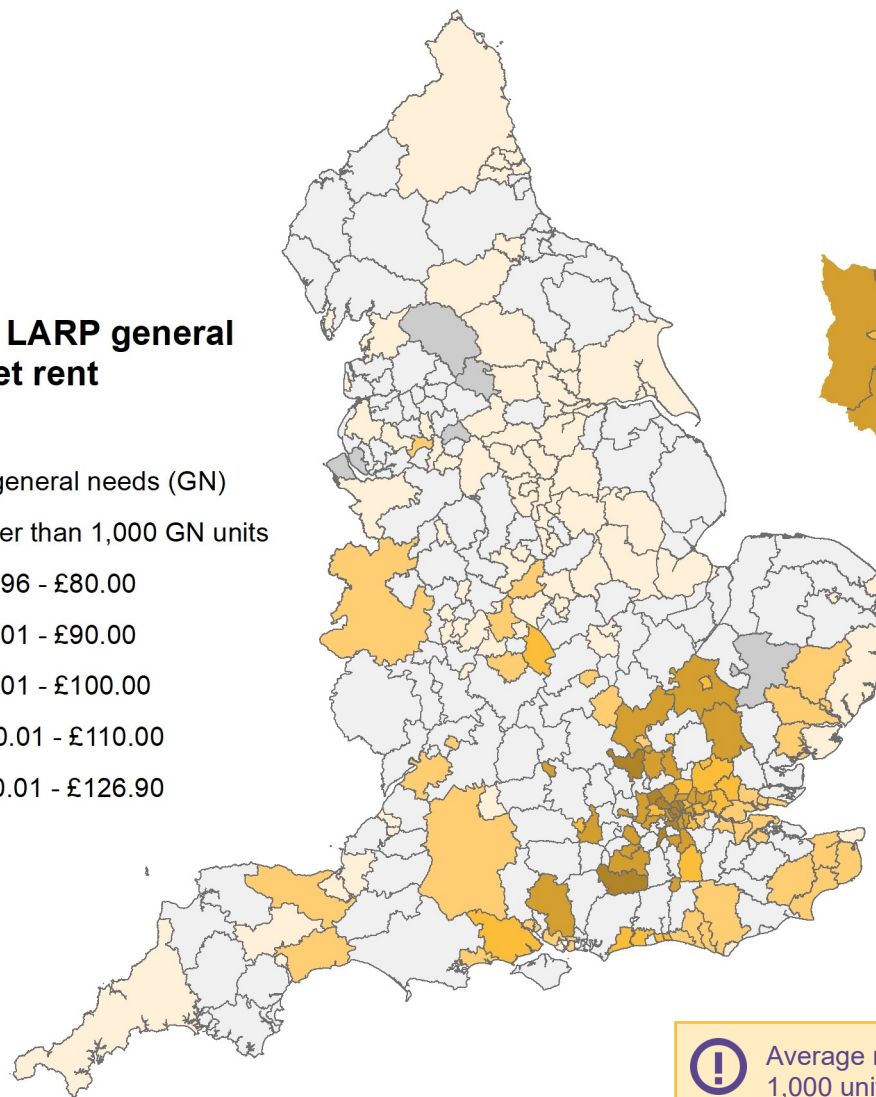 LARP general
et rent
general needs (GN)
er than 1,000 GN units
96 - £80.00
01 - £90.00
01 - £100.00
0.01 - £110.00
0.01 - £126.90
Average
1,000 unit